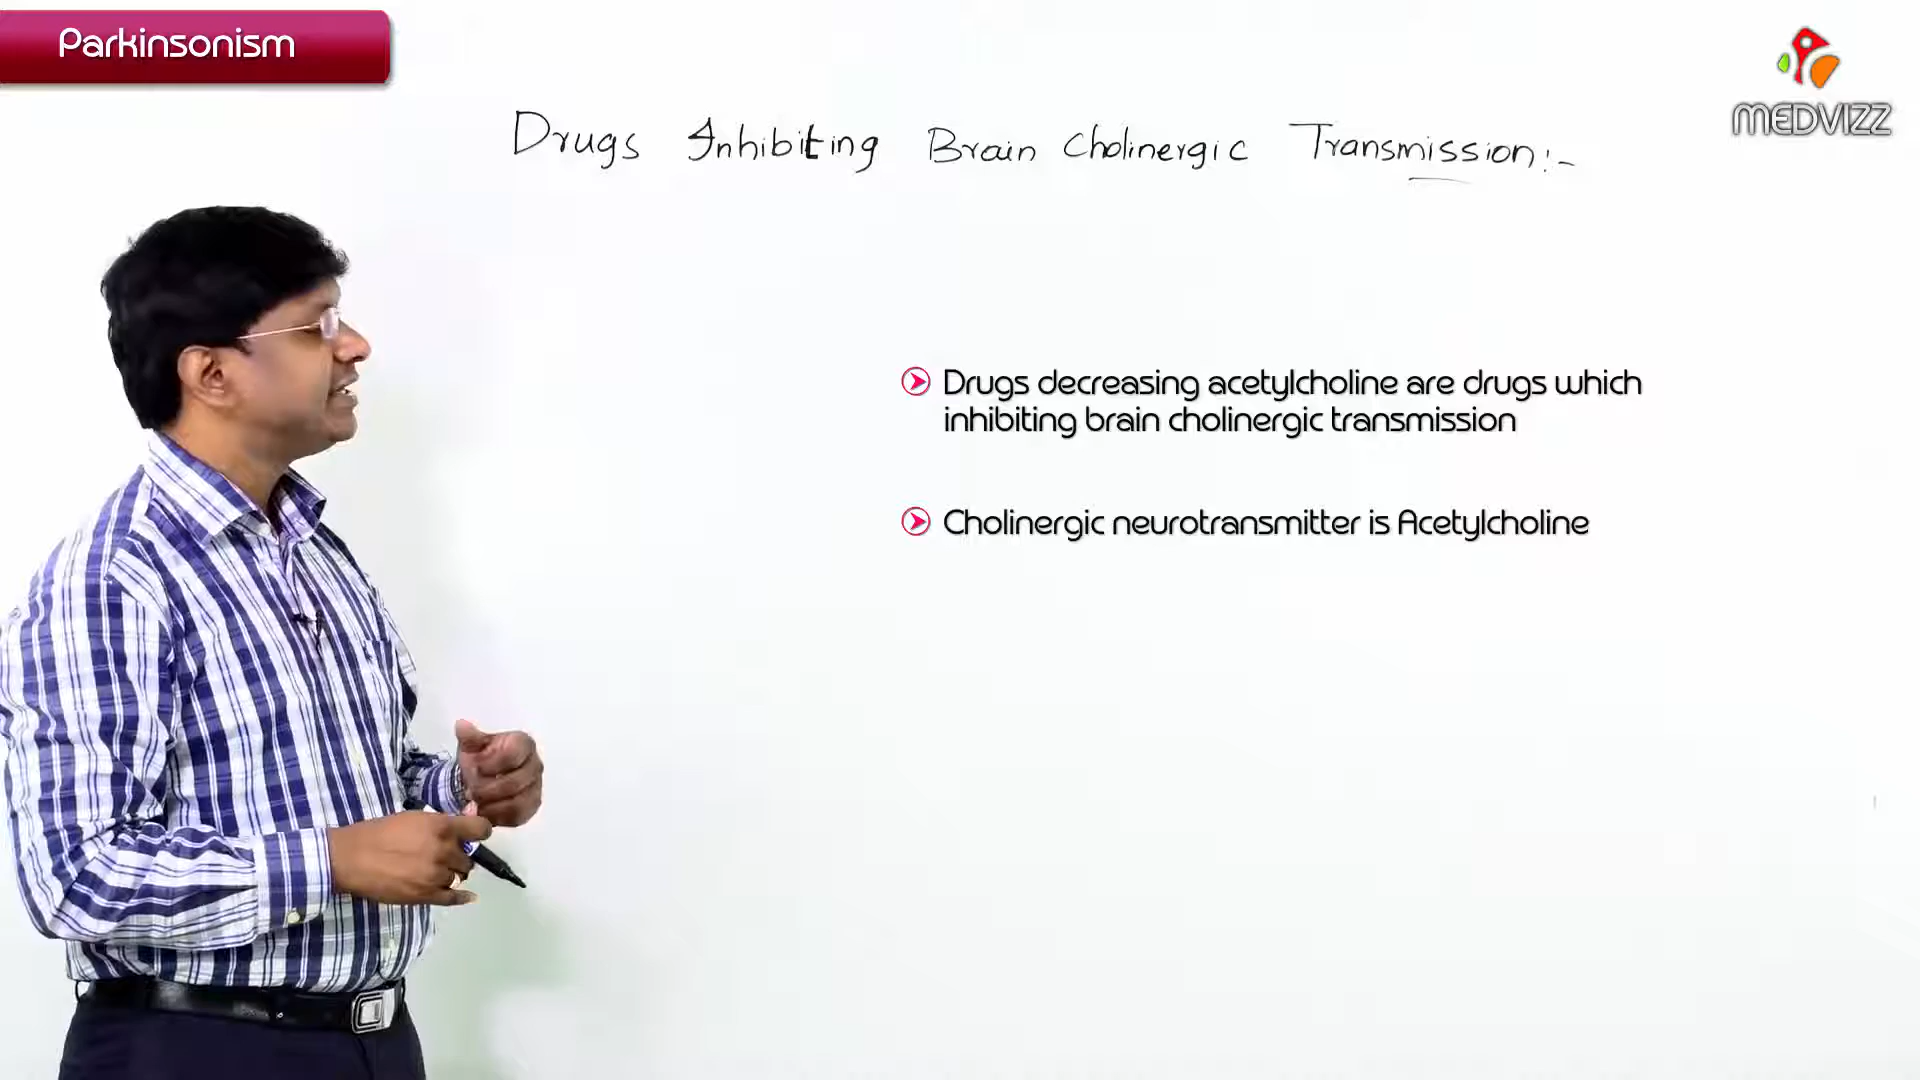 Parkinsonism
MEDVIZZ
Drugs Inhibiting Brain Cholinergic Transmission:-
Drugs decreasing acetylcholine are drugs which
inhibiting brain cholinergic transmission
Cholinergic neurotransmitter is Acetylcholine